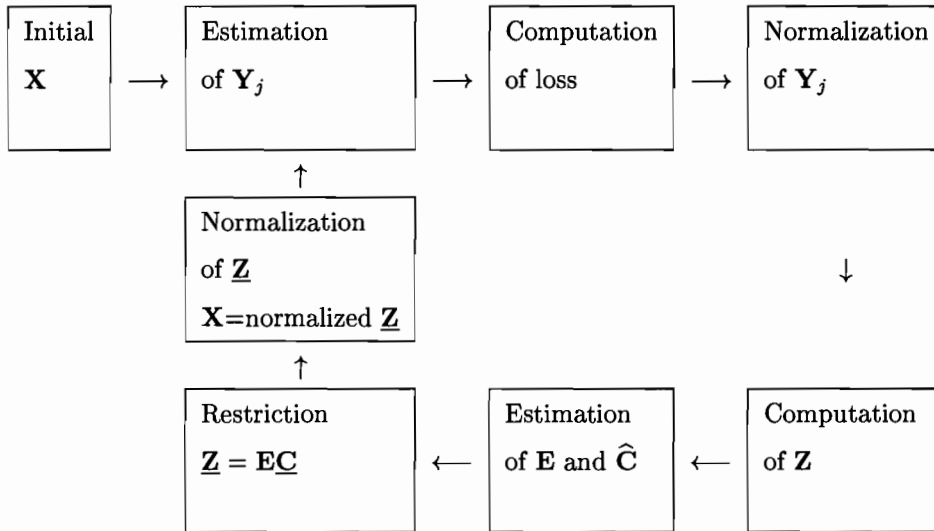 Initial
X
Estimation
of Y_j
Computation
of loss
Normalization
of Y_j
Normalization
of Z̲
X=normalized Z̲
Restriction
Z̲ = EC̲
Estimation
of E and Ĉ
Computation
of Z